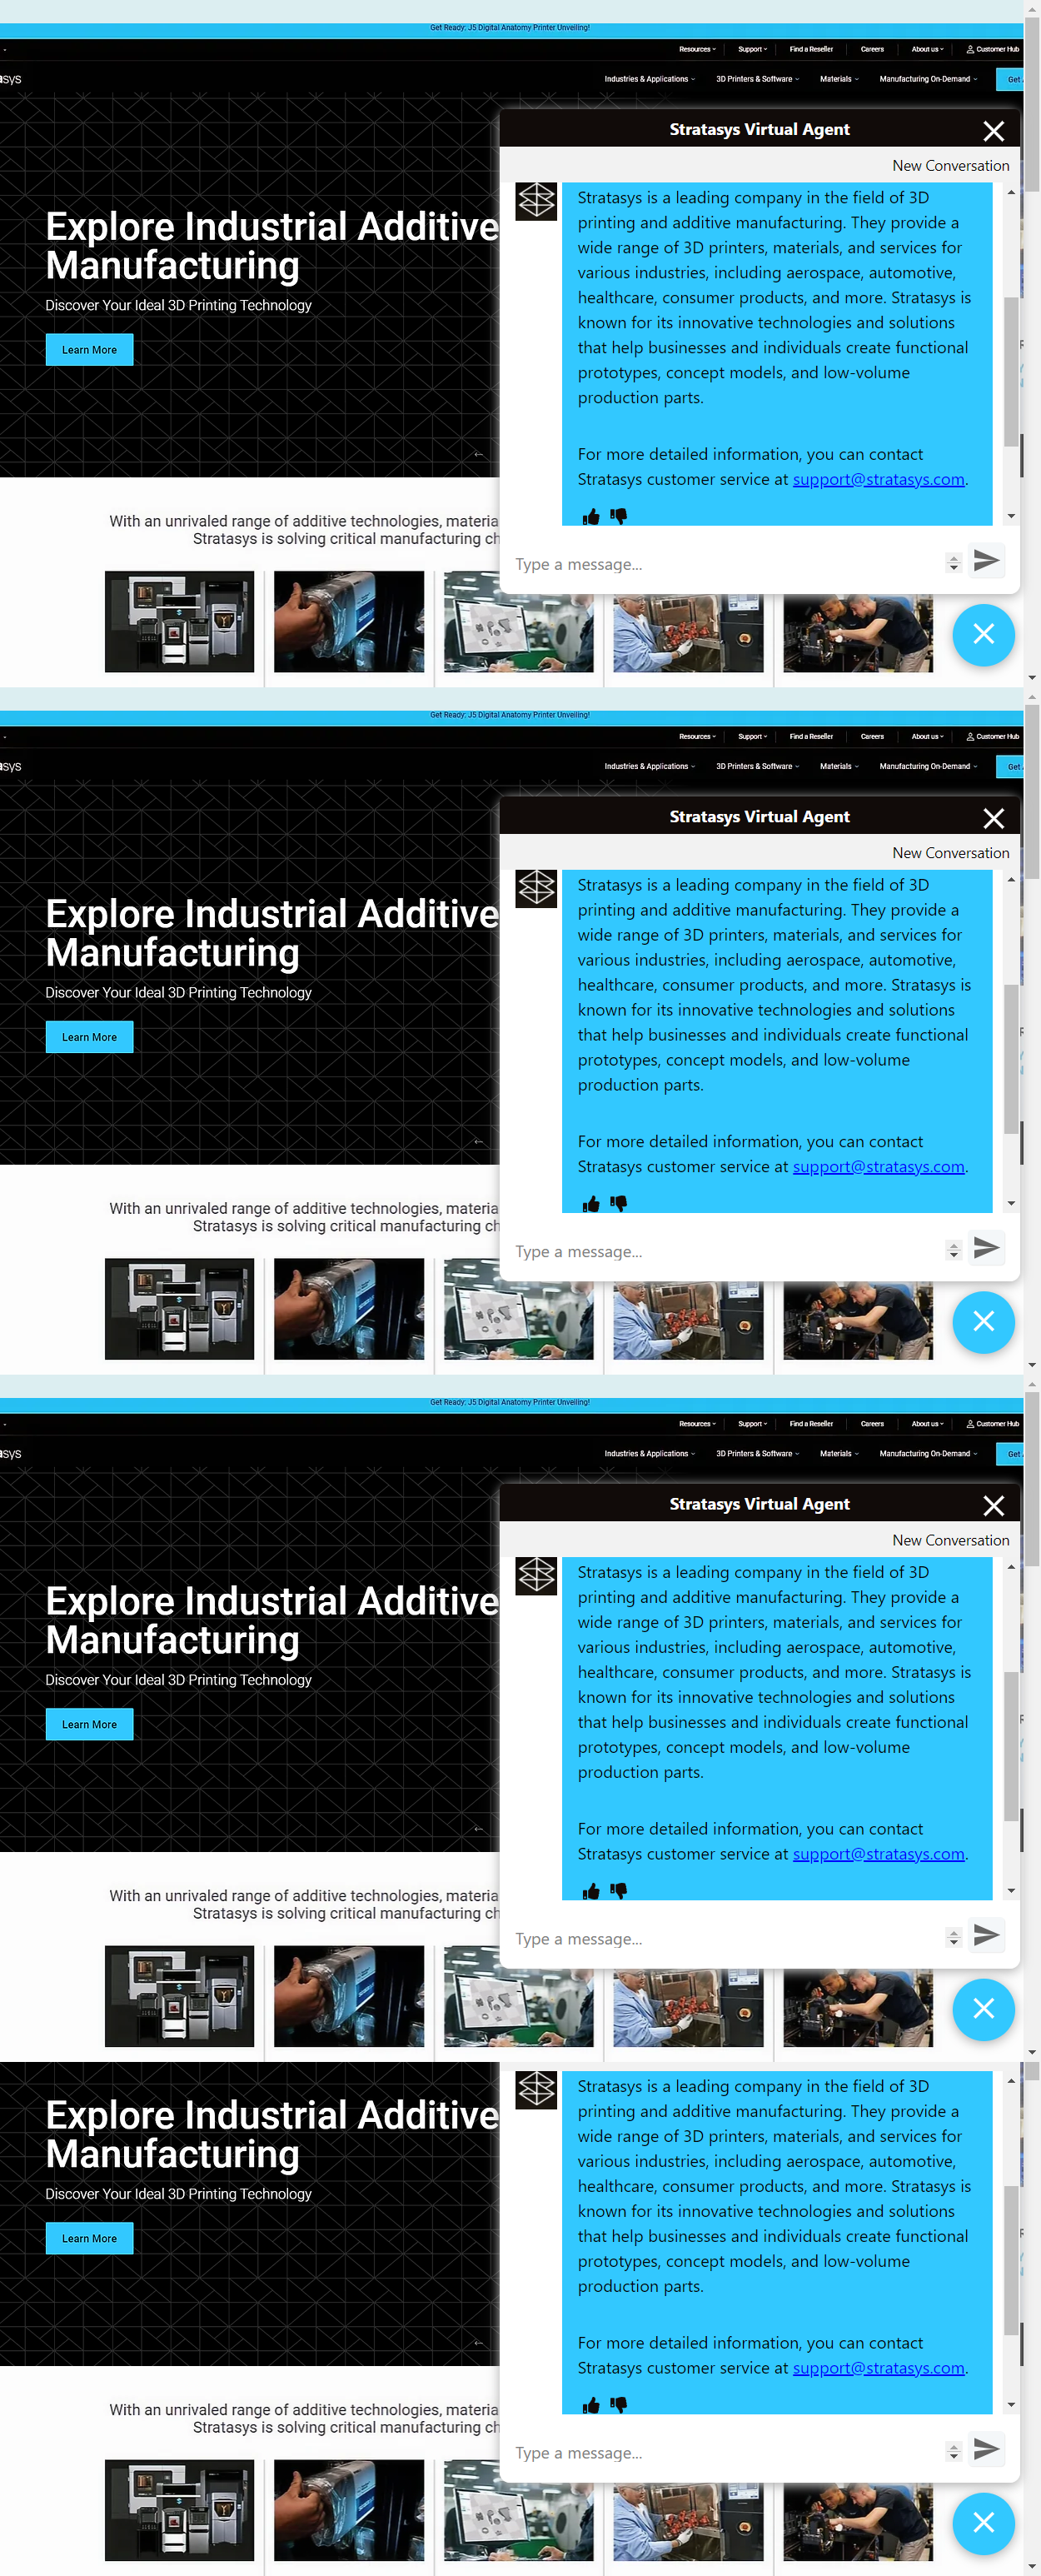 Get Ready: J5 Digital Anatomy Printer Unveiling!
Resources Support Find a Reseller Careers About us Customer Hub
sys Industries & Applications 3D Printers & Software Materials Manufacturing On-Demand Get
Stratasys Virtual Agent
New Conversation
Explore Industrial Additive
Manufacturing
Discover Your Ideal 3D Printing Technology
Learn More
Stratasys is a leading company in the field of 3D
printing and additive manufacturing. They provide a
wide range of 3D printers, materials, and services for
various industries, including aerospace, automotive,
healthcare, consumer products, and more. Stratasys is
known for its innovative technologies and solutions
that help businesses and individuals create functional
prototypes, concept models, and low-volume
production parts.
For more detailed information, you can contact
Stratasys customer service at support@stratasys.com.
Type a message...
With an unrivaled range of additive technologies, materia
Stratasys is solving critical manufacturing ch
Get Ready: J5 Digital Anatomy Printer Unveiling!
Resources Support Find a Reseller Careers About us Customer Hub
sys Industries & Applications 3D Printers & Software Materials Manufacturing On-Demand Get
Stratasys Virtual Agent
New Conversation
Explore Industrial Additive
Manufacturing
Discover Your Ideal 3D Printing Technology
Learn More
Stratasys is a leading company in the field of 3D
printing and additive manufacturing. They provide a
wide range of 3D printers, materials, and services for
various industries, including aerospace, automotive,
healthcare, consumer products, and more. Stratasys is
known for its innovative technologies and solutions
that help businesses and individuals create functional
prototypes, concept models, and low-volume
production parts.
For more detailed information, you can contact
Stratasys customer service at support@stratasys.com.
Type a message...
With an unrivaled range of additive technologies, materia
Stratasys is solving critical manufacturing ch
Get Ready: J5 Digital Anatomy Printer Unveiling!
Resources Support Find a Reseller Careers About us Customer Hub
sys Industries & Applications 3D Printers & Software Materials Manufacturing On-Demand Get
Stratasys Virtual Agent
New Conversation
Explore Industrial Additive
Manufacturing
Discover Your Ideal 3D Printing Technology
Learn More
Stratasys is a leading company in the field of 3D
printing and additive manufacturing. They provide a
wide range of 3D printers, materials, and services for
various industries, including aerospace, automotive,
healthcare, consumer products, and more. Stratasys is
known for its innovative technologies and solutions
that help businesses and individuals create functional
prototypes, concept models, and low-volume
production parts.
For more detailed information, you can contact
Stratasys customer service at support@stratasys.com.
Type a message...
With an unrivaled range of additive technologies, materia
Stratasys is solving critical manufacturing ch
Explore Industrial Additive
Manufacturing
Discover Your Ideal 3D Printing Technology
Learn More
Stratasys is a leading company in the field of 3D
printing and additive manufacturing. They provide a
wide range of 3D printers, materials, and services for
various industries, including aerospace, automotive,
healthcare, consumer products, and more. Stratasys is
known for its innovative technologies and solutions
that help businesses and individuals create functional
prototypes, concept models, and low-volume
production parts.
For more detailed information, you can contact
Stratasys customer service at support@stratasys.com.
Type a message...
With an unrivaled range of additive technologies, materia
Stratasys is solving critical manufacturing ch